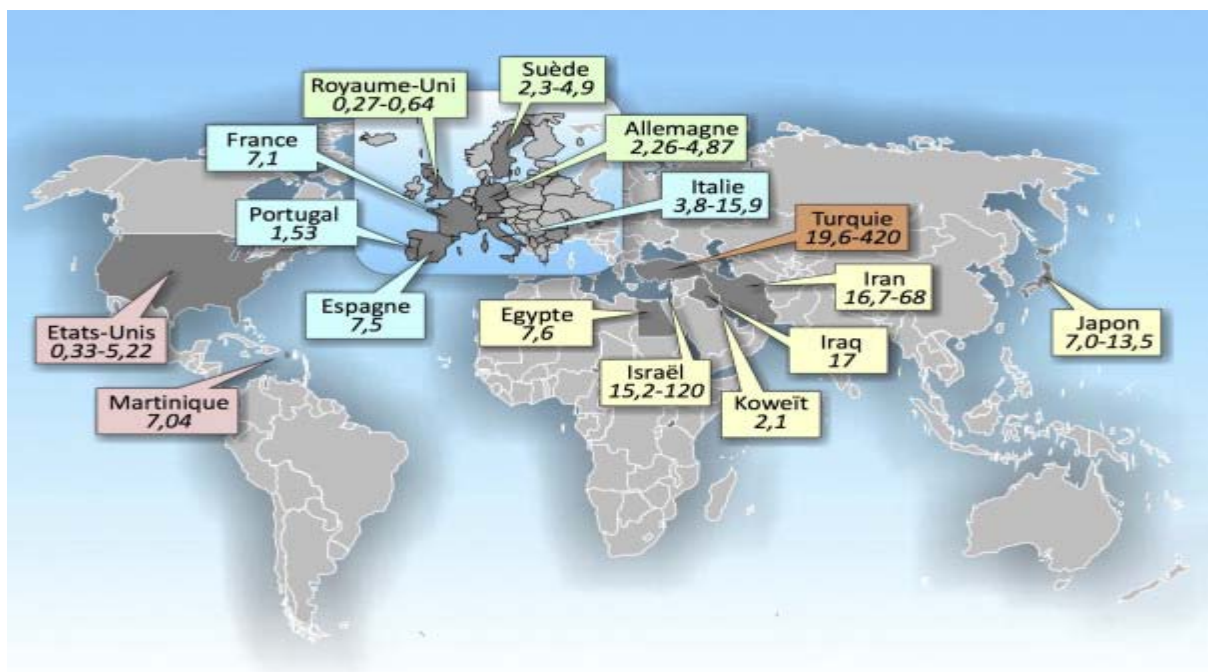 Suède
2,3-4,9
Royaume-Uni
0,27-0,64
France
7,1
Allemagne
2,26-4,87
Italie
3,8-15,9
Portugal
1,53
Turquie
19,6-420
Iran
16,7-68
Espagne
7,5
Egypte
7,6
Etats-Unis
0,33-5,22
Japon
7,0-13,5
Iraq
17
Israël
15,2-120
Koweït
2,1
Martinique
7,04